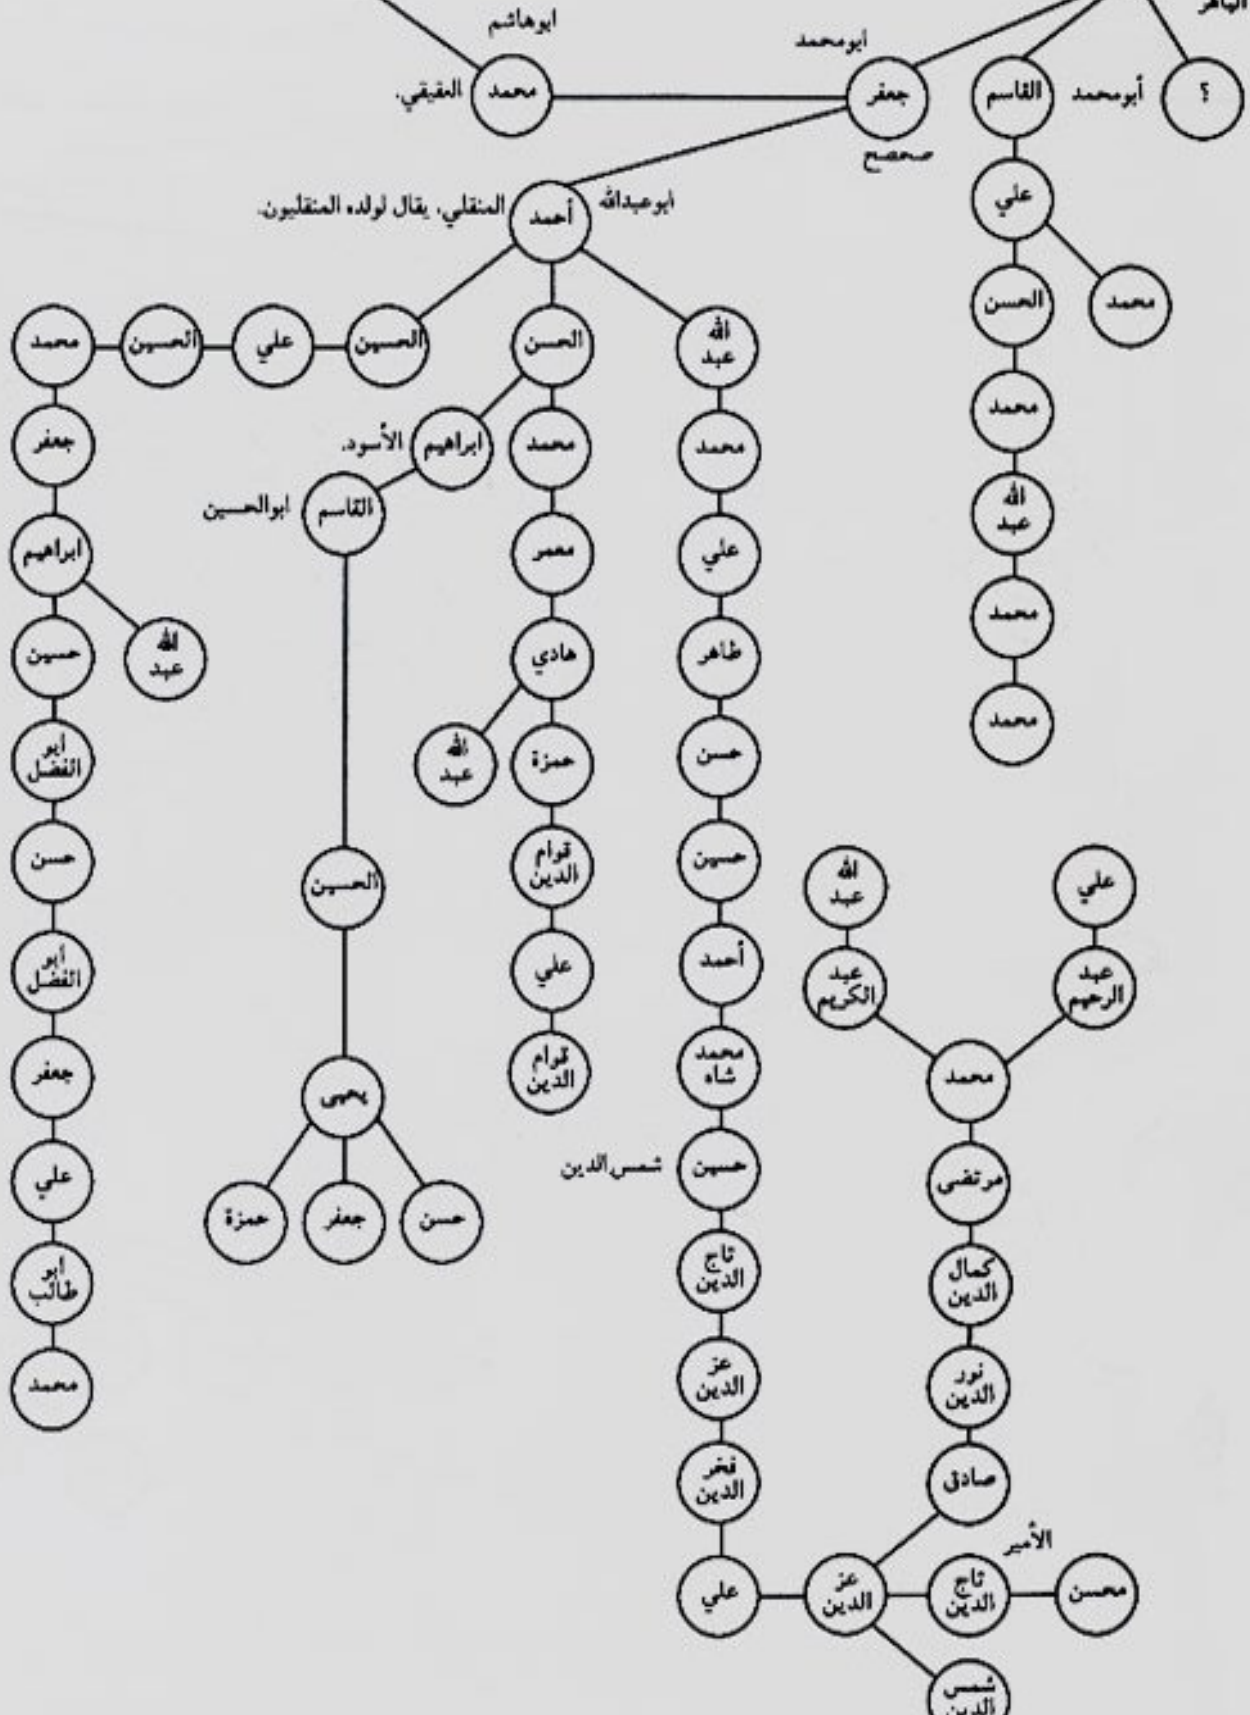 الباهر
ابوهاشم
ابومحمد
؟
أبومحمد
القاسم
جعفر
محمد
العقيقي.
صحصح
علي
ابوعبدالله
أحمد
المنقلي، يقال لولده المنقليون.
محمد
الحسن
الله
عبد
الحسن
الحسين
علي
الحسين
محمد
محمد
محمد
محمد
ابراهيم
الأسود.
جعفر
الله
عبد
القاسم
ابوالحسين
علي
معمر
ابراهيم
محمد
طاهر
هادي
الله
عبد
حسين
محمد
حسن
حمزة
الله
عبد
أبو
الفضل
علي
الله
عبد
حسين
قوام
الدين
الحسين
حسن
عبد
الرحيم
عبد
الكريم
أحمد
علي
أبو
الفضل
محمد
محمد
شاه
قوام
الدين
يحيى
جعفر
مرتضى
حسين
شمس الدين
حسن
جعفر
حمزة
علي
كمال
الدين
تاج
الدين
ابو
طالب
نور
الدين
عز
الدين
محمد
صادق
فخر
الدين
الأمير
محسن
تاج
الدين
عز
الدين
علي
شمس
الدين